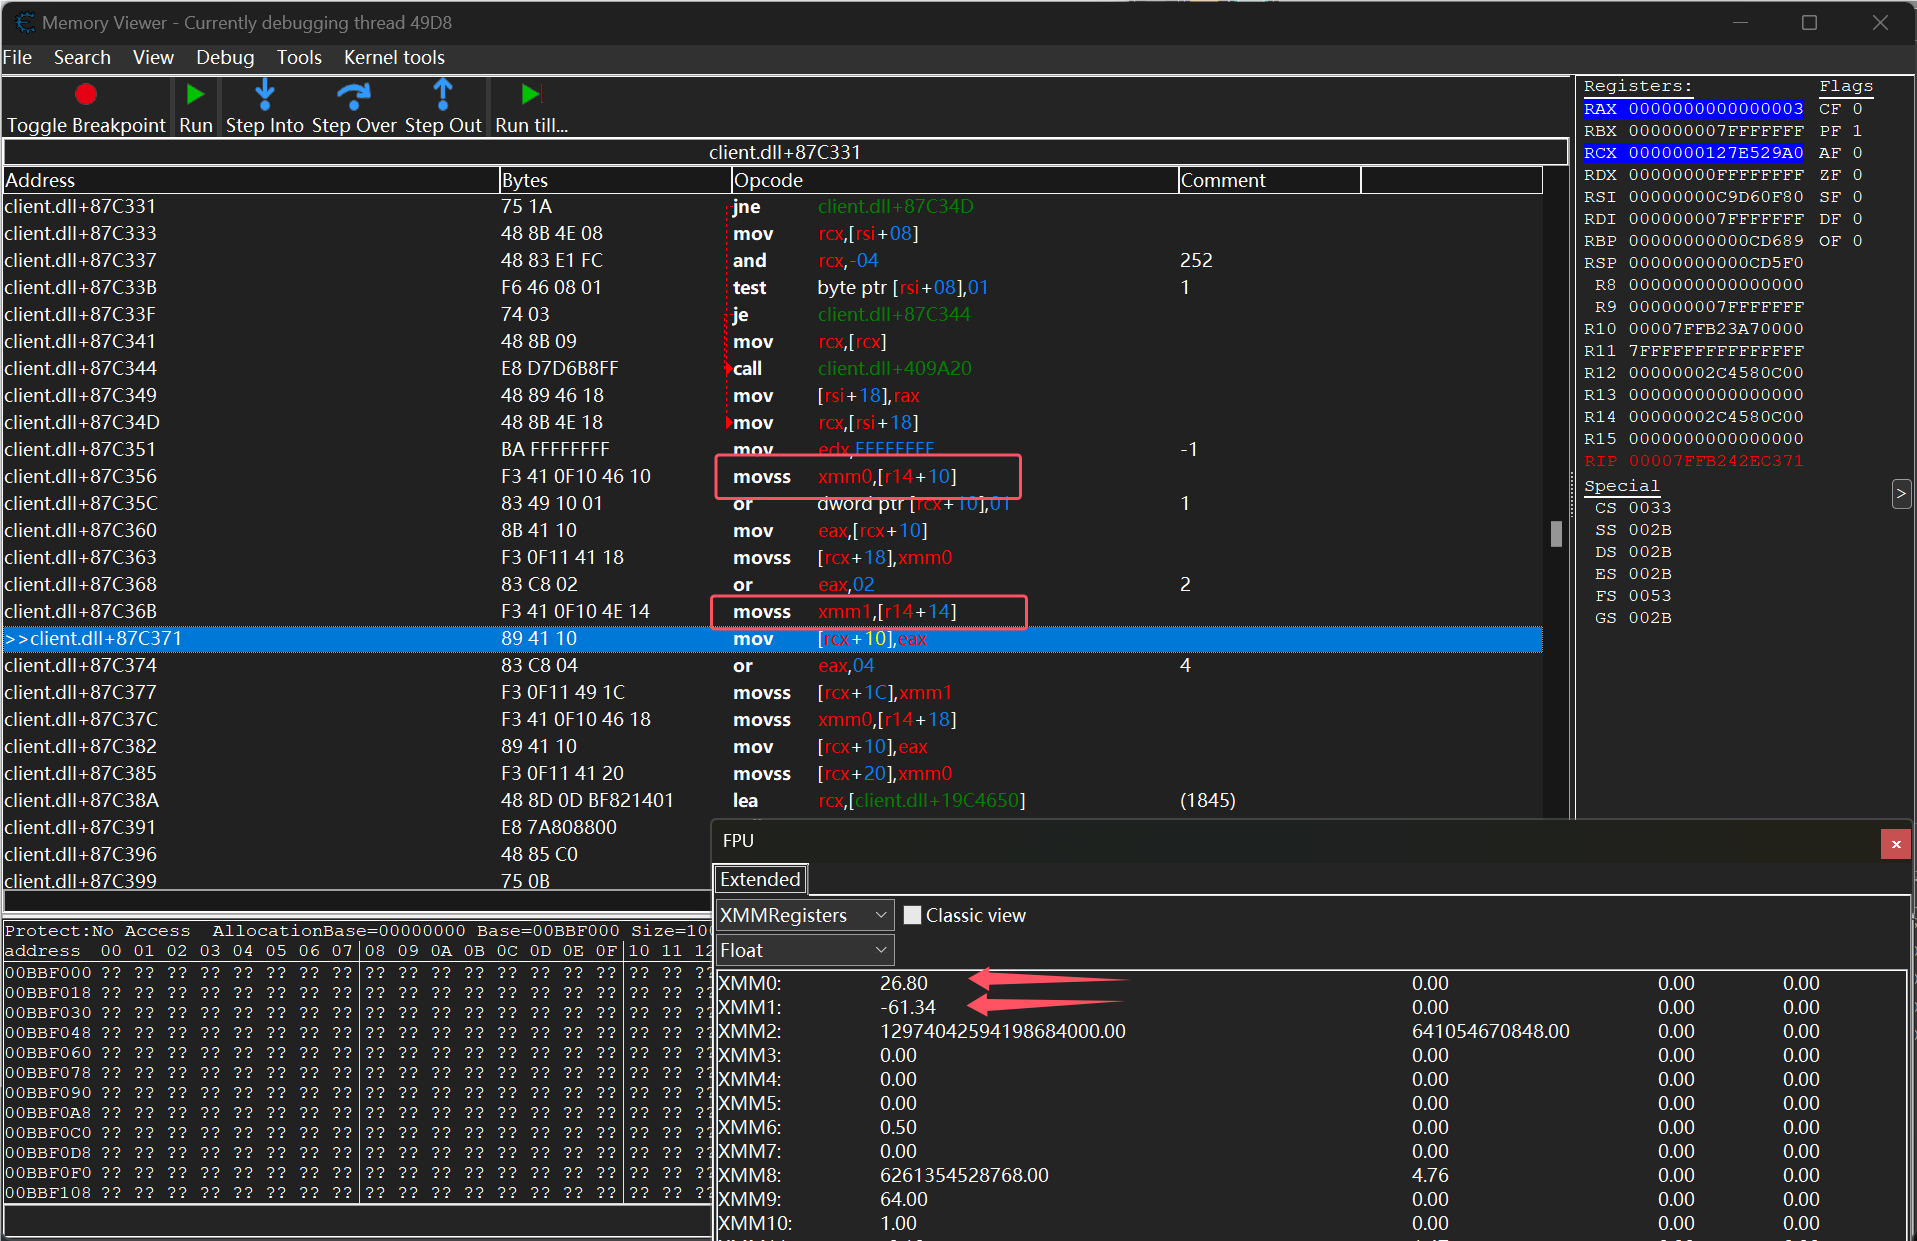 Memory Viewer - Currently debugging thread 49D8
File Search View Debug Tools Kernel tools
Toggle Breakpoint Run Step Into Step Over Step Out Run till...
client.dll+87C331
Address Bytes Opcode Comment
client.dll+87C331 75 1A jne client.dll+87C34D
client.dll+87C333 48 8B 4E 08 mov rcx,[rsi+08]
client.dll+87C337 48 83 E1 FC and rcx,-04 252
client.dll+87C33B F6 46 08 01 test byte ptr [rsi+08],01 1
client.dll+87C33F 74 03 je client.dll+87C344
client.dll+87C341 48 8B 09 mov rcx,[rcx]
client.dll+87C344 E8 D7D6B8FF call client.dll+409A20
client.dll+87C349 48 89 46 18 mov [rsi+18],rax
client.dll+87C34D 48 8B 4E 18 mov rcx,[rsi+18]
client.dll+87C351 BA FFFFFFFF mov edx,FFFFFFFF -1
client.dll+87C356 F3 41 0F10 46 10 movss xmm0,[r14+10]
client.dll+87C35C 83 49 10 01 or dword ptr [rcx+10],01 1
client.dll+87C360 8B 41 10 mov eax,[rcx+10]
client.dll+87C363 F3 0F11 41 18 movss [rcx+18],xmm0
client.dll+87C368 83 C8 02 or eax,02 2
client.dll+87C36B F3 41 0F10 4E 14 movss xmm1,[r14+14]
>>client.dll+87C371 89 41 10 mov [rcx+10],eax
client.dll+87C374 83 C8 04 or eax,04 4
client.dll+87C377 F3 0F11 49 1C movss [rcx+1C],xmm1
client.dll+87C37C F3 41 0F10 46 18 movss xmm0,[r14+18]
client.dll+87C382 89 41 10 mov [rcx+10],eax
client.dll+87C385 F3 0F11 41 20 movss [rcx+20],xmm0
client.dll+87C38A 48 8D 0D BF821401 lea rcx,[client.dll+19C4650] (1845)
client.dll+87C391 E8 7A808800
client.dll+87C396 48 85 C0
client.dll+87C399 75 0B
Registers: Flags
RAX 0000000000000003 CF 0
RBX 000000007FFFFFFF PF 1
RCX 0000000127E529A0 AF 0
RDX 00000000FFFFFFFF ZF 0
RSI 00000000C9D60F80 SF 0
RDI 000000007FFFFFFF DF 0
RBP 00000000000CD689 OF 0
RSP 00000000000CD5F0
R8 0000000000000000
R9 000000007FFFFFFF
R10 00007FFB23A70000
R11 7FFFFFFFFFFFFFFF
R12 00000002C4580C00
R13 0000000000000000
R14 00000002C4580C00
R15 0000000000000000
RIP 00007FFB242EC371
Special
CS 0033
SS 002B
DS 002B
ES 002B
FS 0053
GS 002B
>
Protect:No Access AllocationBase=00000000 Base=00BBF000 Size=100
address 00 01 02 03 04 05 06 07 08 09 0A 0B 0C 0D 0E 0F 10 11 12
00BBF000 ?? ?? ?? ?? ?? ?? ?? ?? ?? ?? ?? ?? ?? ?? ?? ?? ?? ?? ??
00BBF018 ?? ?? ?? ?? ?? ?? ?? ?? ?? ?? ?? ?? ?? ?? ?? ?? ?? ?? ??
00BBF030 ?? ?? ?? ?? ?? ?? ?? ?? ?? ?? ?? ?? ?? ?? ?? ?? ?? ?? ??
00BBF048 ?? ?? ?? ?? ?? ?? ?? ?? ?? ?? ?? ?? ?? ?? ?? ?? ?? ?? ??
00BBF060 ?? ?? ?? ?? ?? ?? ?? ?? ?? ?? ?? ?? ?? ?? ?? ?? ?? ?? ??
00BBF078 ?? ?? ?? ?? ?? ?? ?? ?? ?? ?? ?? ?? ?? ?? ?? ?? ?? ?? ??
00BBF090 ?? ?? ?? ?? ?? ?? ?? ?? ?? ?? ?? ?? ?? ?? ?? ?? ?? ?? ??
00BBF0A8 ?? ?? ?? ?? ?? ?? ?? ?? ?? ?? ?? ?? ?? ?? ?? ?? ?? ?? ??
00BBF0C0 ?? ?? ?? ?? ?? ?? ?? ?? ?? ?? ?? ?? ?? ?? ?? ?? ?? ?? ??
00BBF0D8 ?? ?? ?? ?? ?? ?? ?? ?? ?? ?? ?? ?? ?? ?? ?? ?? ?? ?? ??
00BBF0F0 ?? ?? ?? ?? ?? ?? ?? ?? ?? ?? ?? ?? ?? ?? ?? ?? ?? ?? ??
00BBF108 ?? ?? ?? ?? ?? ?? ?? ?? ?? ?? ?? ?? ?? ?? ?? ?? ?? ?? ??
FPU
Extended
XMMRegisters Classic view
Float
XMM0: 26.80 0.00 0.00 0.00
XMM1: -61.34 0.00 0.00 0.00
XMM2: 12974042594198684000.00 641054670848.00 0.00 0.00
XMM3: 0.00 0.00 0.00 0.00
XMM4: 0.00 0.00 0.00 0.00
XMM5: 0.00 0.00 0.00 0.00
XMM6: 0.50 0.00 0.00 0.00
XMM7: 0.00 0.00 0.00 0.00
XMM8: 6261354528768.00 4.76 0.00 0.00
XMM9: 64.00 0.00 0.00 0.00
XMM10: 1.00 0.00 0.00 0.00